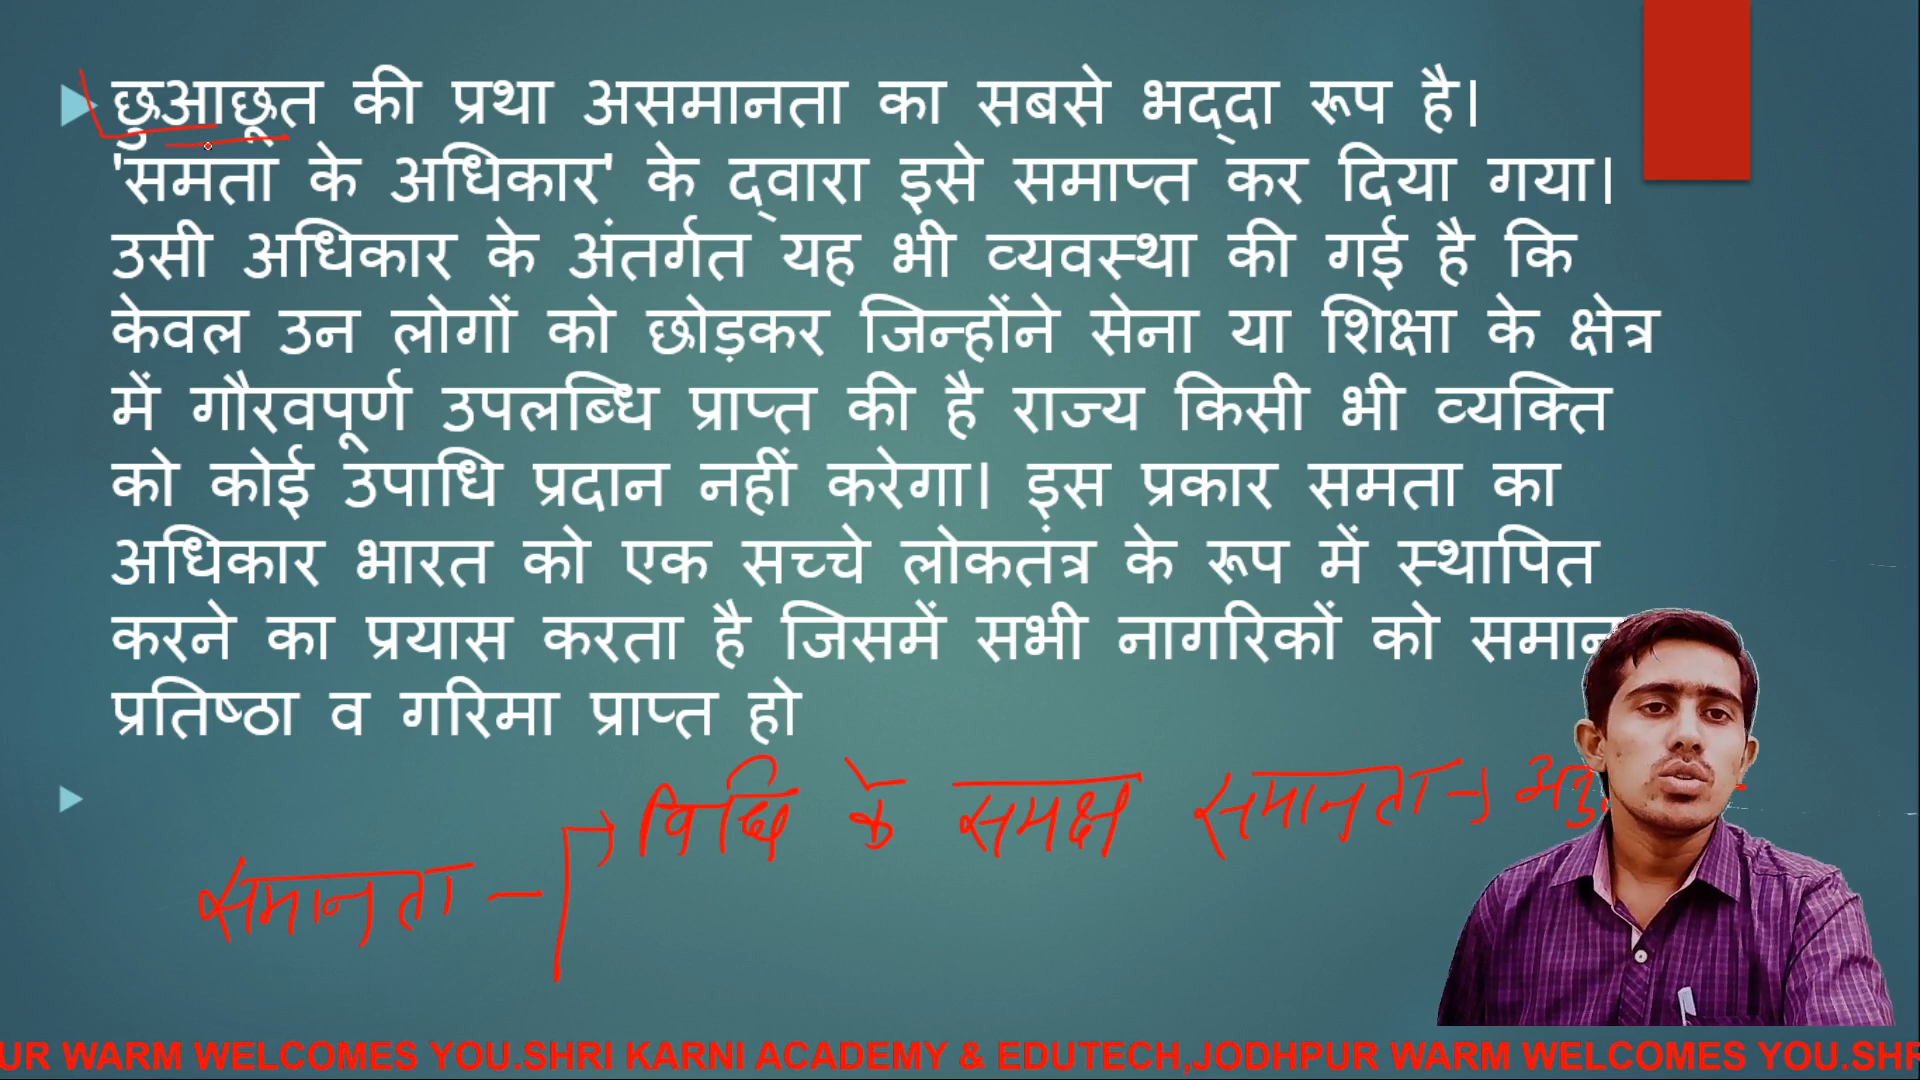 छुआछूत की प्रथा असमानता का सबसे भद्दा रूप है।
'समता के अधिकार' के द्वारा इसे समाप्त कर दिया गया।
उसी अधिकार के अंतर्गत यह भी व्यवस्था की गई है कि
केवल उन लोगों को छोड़कर जिन्होंने सेना या शिक्षा के क्षेत्र
में गौरवपूर्ण उपलब्धि प्राप्त की है राज्य किसी भी व्यक्ति
को कोई उपाधि प्रदान नहीं करेगा। इस प्रकार समता का
अधिकार भारत को एक सच्चे लोकतंत्र के रूप में स्थापित
करने का प्रयास करता है जिसमें सभी नागरिकों को समान
प्रतिष्ठा व गरिमा प्राप्त हो
विधि के समक्ष समानता
समानता
UR WARM WELCOMES YOU.SHRI KARNI ACADEMY & EDUTECH,JODHPUR WARM WELCOMES YOU.SHR